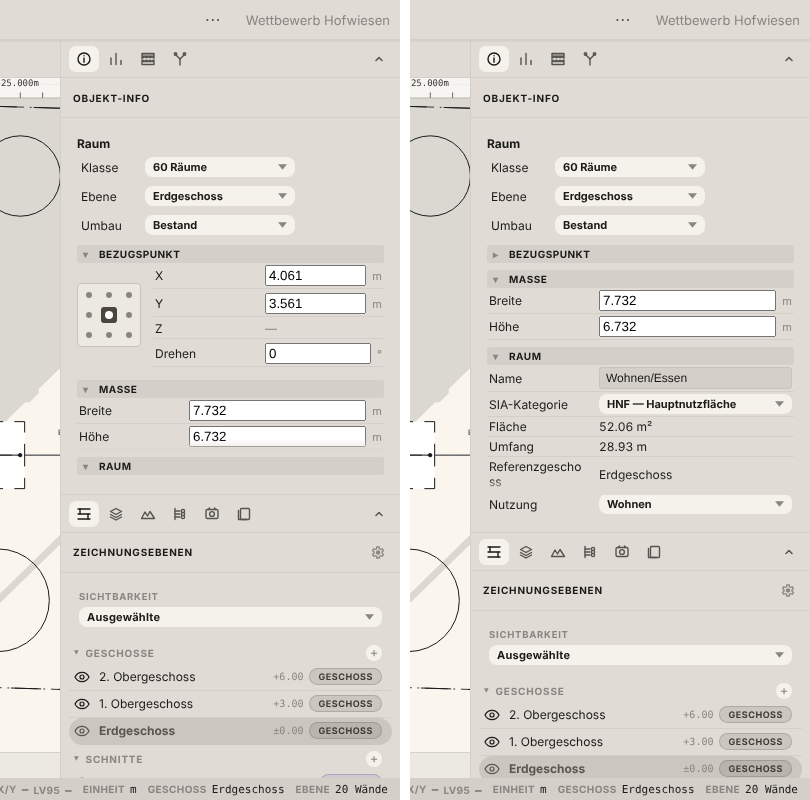 ··· Wettbewerb Hofwiesen
25.000m
OBJEKT-INFO
Raum
Klasse 60 Räume
Ebene Erdgeschoss
Umbau Bestand
BEZUGSPUNKT
X 4.061 m
Y 3.561 m
Z —
Drehen 0 °
MASSE
Breite 7.732 m
Höhe 6.732 m
RAUM
ZEICHNUNGSEBENEN
SICHTBARKEIT
Ausgewählte
GESCHOSSE +
2. Obergeschoss +6.00 GESCHOSS
1. Obergeschoss +3.00 GESCHOSS
Erdgeschoss ±0.00 GESCHOSS
SCHNITTE +
X/Y — LV95 — EINHEIT m GESCHOSS Erdgeschoss EBENE 20 Wände
··· Wettbewerb Hofwiesen
25.000m
OBJEKT-INFO
Raum
Klasse 60 Räume
Ebene Erdgeschoss
Umbau Bestand
BEZUGSPUNKT
MASSE
Breite 7.732 m
Höhe 6.732 m
RAUM
Name Wohnen/Essen
SIA-Kategorie HNF — Hauptnutzfläche
Fläche 52.06 m²
Umfang 28.93 m
Referenzgescho
ss Erdgeschoss
Nutzung Wohnen
ZEICHNUNGSEBENEN
SICHTBARKEIT
Ausgewählte
GESCHOSSE +
2. Obergeschoss +6.00 GESCHOSS
1. Obergeschoss +3.00 GESCHOSS
Erdgeschoss ±0.00 GESCHOSS
X/Y — LV95 — EINHEIT m GESCHOSS Erdgeschoss EBENE 20 Wände